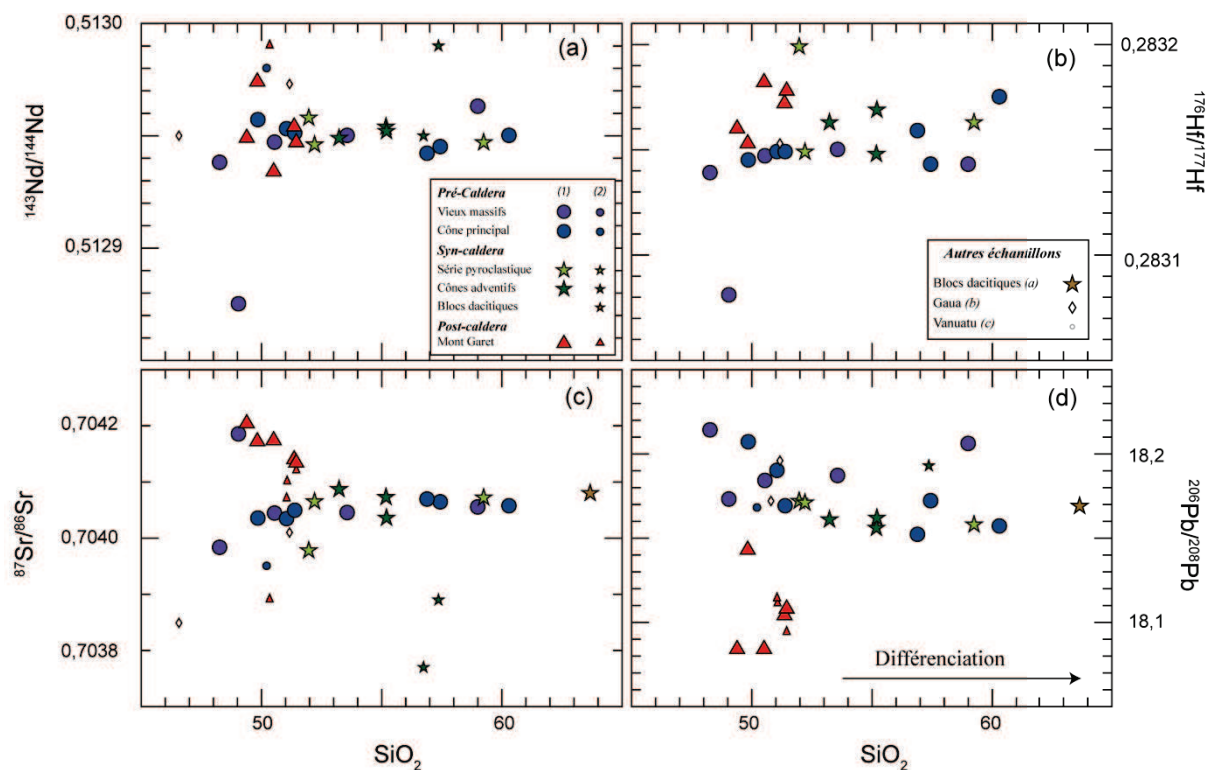 0,5130
(a)
(b)
0,2832
¹⁴³Nd/¹⁴⁴Nd
¹⁷⁶Hf/¹⁷⁷Hf
0,5129
0,2831
Pré-Caldera (1) (2)
Vieux massifs
Cône principal
Syn-caldera
Série pyroclastique
Cônes adventifs
Blocs dacitiques
Post-caldera
Mont Garet
Autres échantillons
Blocs dacitiques (a)
Gaua (b)
Vanuatu (c)
(c)
(d)
0,7042
0,7040
0,7038
⁸⁷Sr/⁸⁶Sr
18,2
18,1
²⁰⁶Pb/²⁰⁸Pb
Différenciation
50 60 50 60
SiO₂ SiO₂